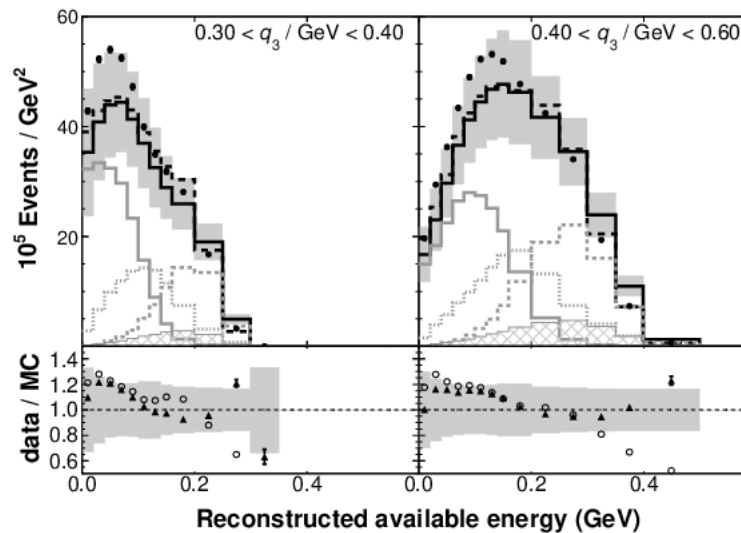 0.30 < q3 / GeV < 0.40
0.40 < q3 / GeV < 0.60
10^5 Events / GeV^2
60
40
20
data / MC
1.4
1.2
1.0
0.8
0.6
0.0 0.2 0.4 0.0 0.2 0.4 0.6
Reconstructed available energy (GeV)